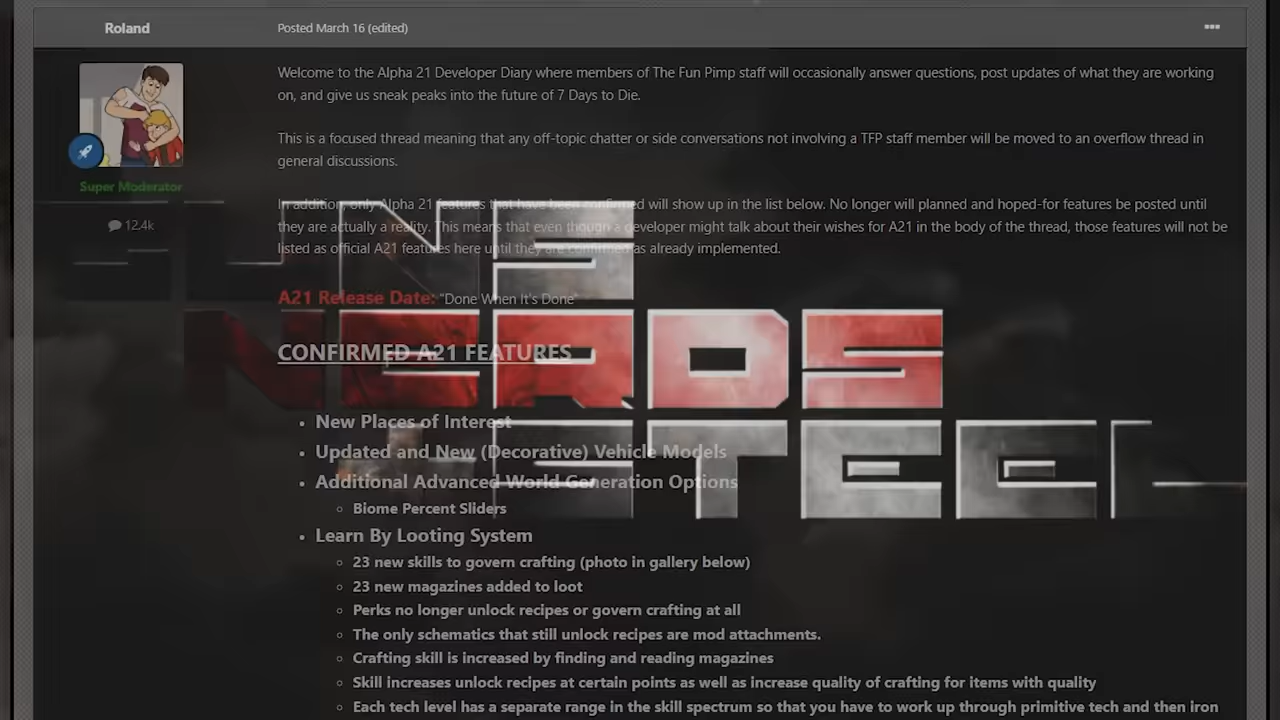 Roland
Posted March 16 (edited)
Welcome to the Alpha 21 Developer Diary where members of The Fun Pimp staff will occasionally answer questions, post updates of what they are working
on, and give us sneak peaks into the future of 7 Days to Die.
This is a focused thread meaning that any off-topic chatter or side conversations not involving a TFP staff member will be moved to an overflow thread in
general discussions.
Super Moderator
12.4k
In addition, only Alpha 21 features that have been confirmed will show up in the list below. No longer will planned and hoped-for features be posted until
they are actually a reality. This means that even though a developer might talk about their wishes for A21 in the body of the thread, those features will not be
listed as official A21 features here until they are confirmed as already implemented.
A21 Release Date: "Done When It's Done"
CONFIRMED A21 FEATURES
NERDS
STEEL
• New Places of Interest
• Updated and New (Decorative) Vehicle Models
• Additional Advanced World Generation Options
○ Biome Percent Sliders
• Learn By Looting System
○ 23 new skills to govern crafting (photo in gallery below)
○ 23 new magazines added to loot
○ Perks no longer unlock recipes or govern crafting at all
○ The only schematics that still unlock recipes are mod attachments.
○ Crafting skill is increased by finding and reading magazines
○ Skill increases unlock recipes at certain points as well as increase quality of crafting for items with quality
○ Each tech level has a separate range in the skill spectrum so that you have to work up through primitive tech and then iron